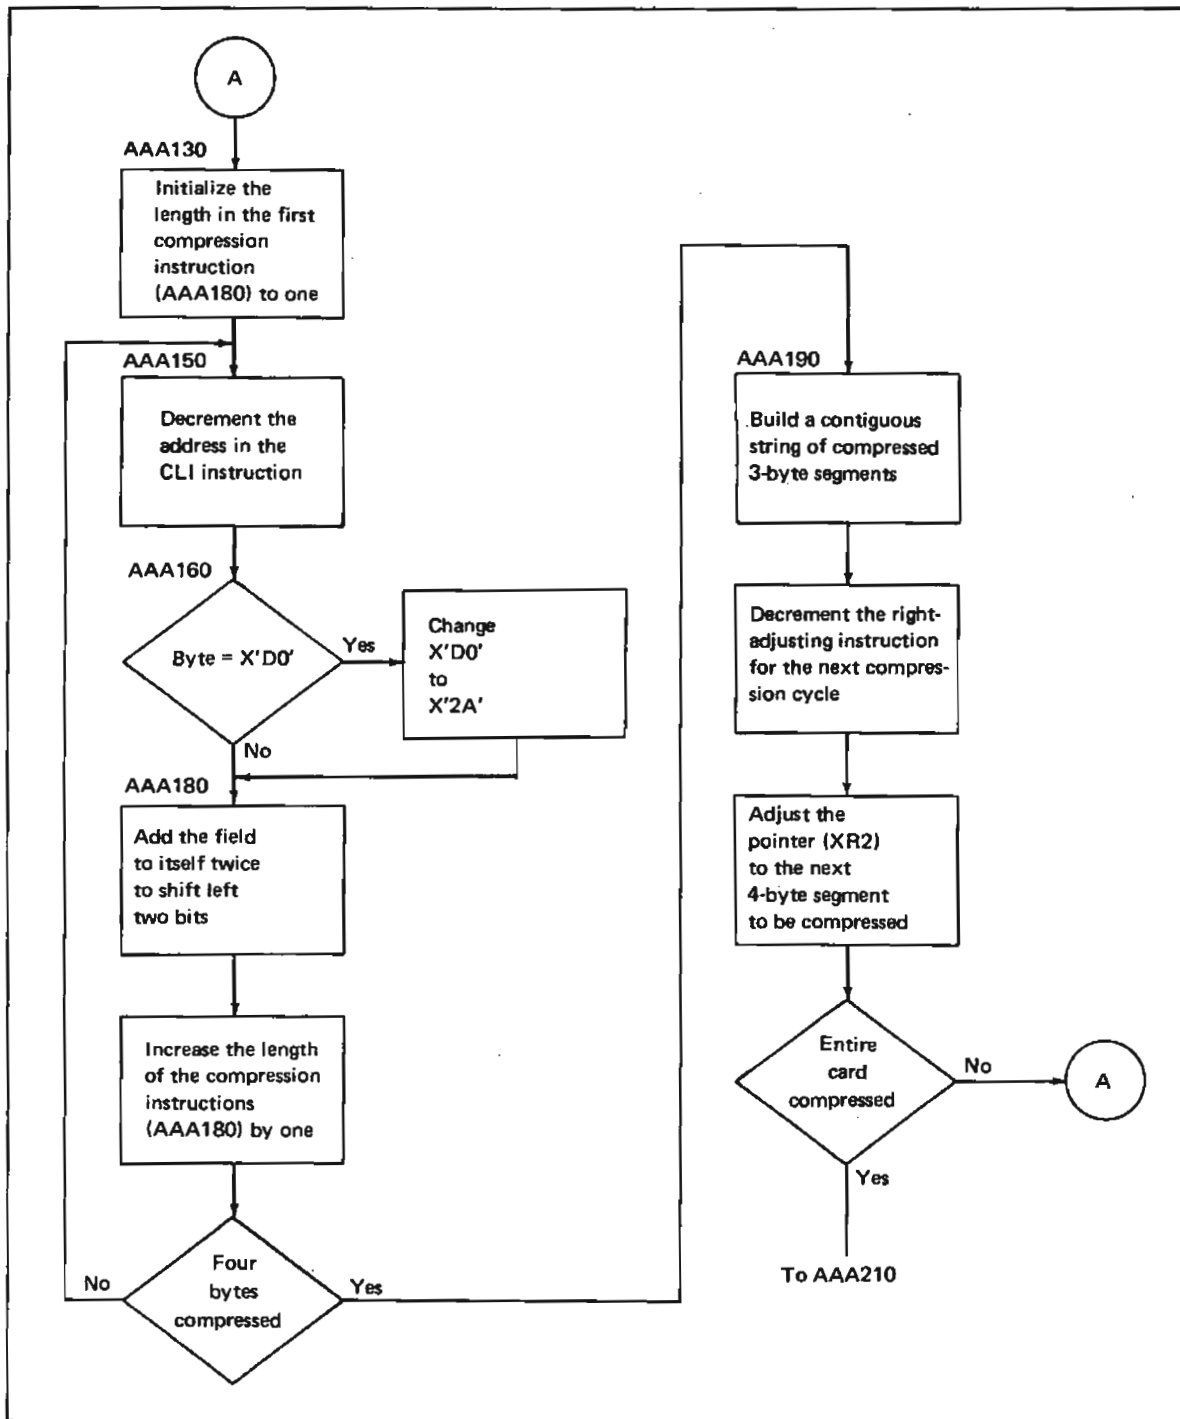 A
AAA130
Initialize the
length in the first
compression
instruction
(AAA180) to one
AAA150
Decrement the
address in the
CLI instruction
AAA160
Byte = X'D0'
Yes
Change
X'D0'
to
X'2A'
No
AAA180
Add the field
to itself twice
to shift left
two bits
Increase the length
of the compression
instructions
(AAA180) by one
Four
bytes
compressed
No
Yes
AAA190
Build a contiguous
string of compressed
3-byte segments
Decrement the right-
adjusting instruction
for the next compres-
sion cycle
Adjust the
pointer (XR2)
to the next
4-byte segment
to be compressed
Entire
card
compressed
No
A
Yes
To AAA210